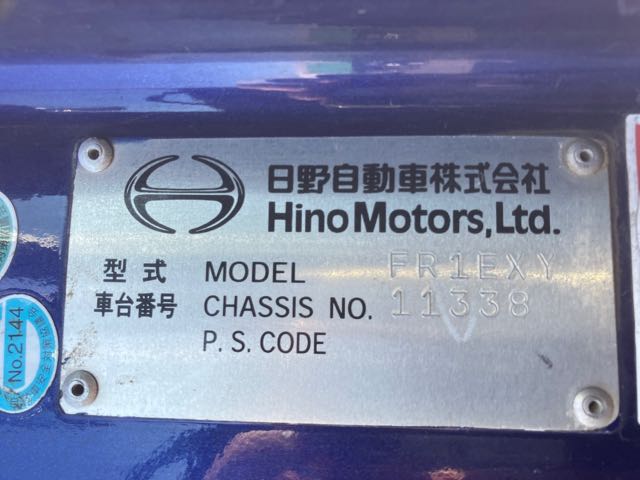 日野自動車株式会社
Hino Motors, Ltd.
型式 MODEL FR1EXY
車台番号 CHASSIS NO. 11338
P. S. CODE
No.2144